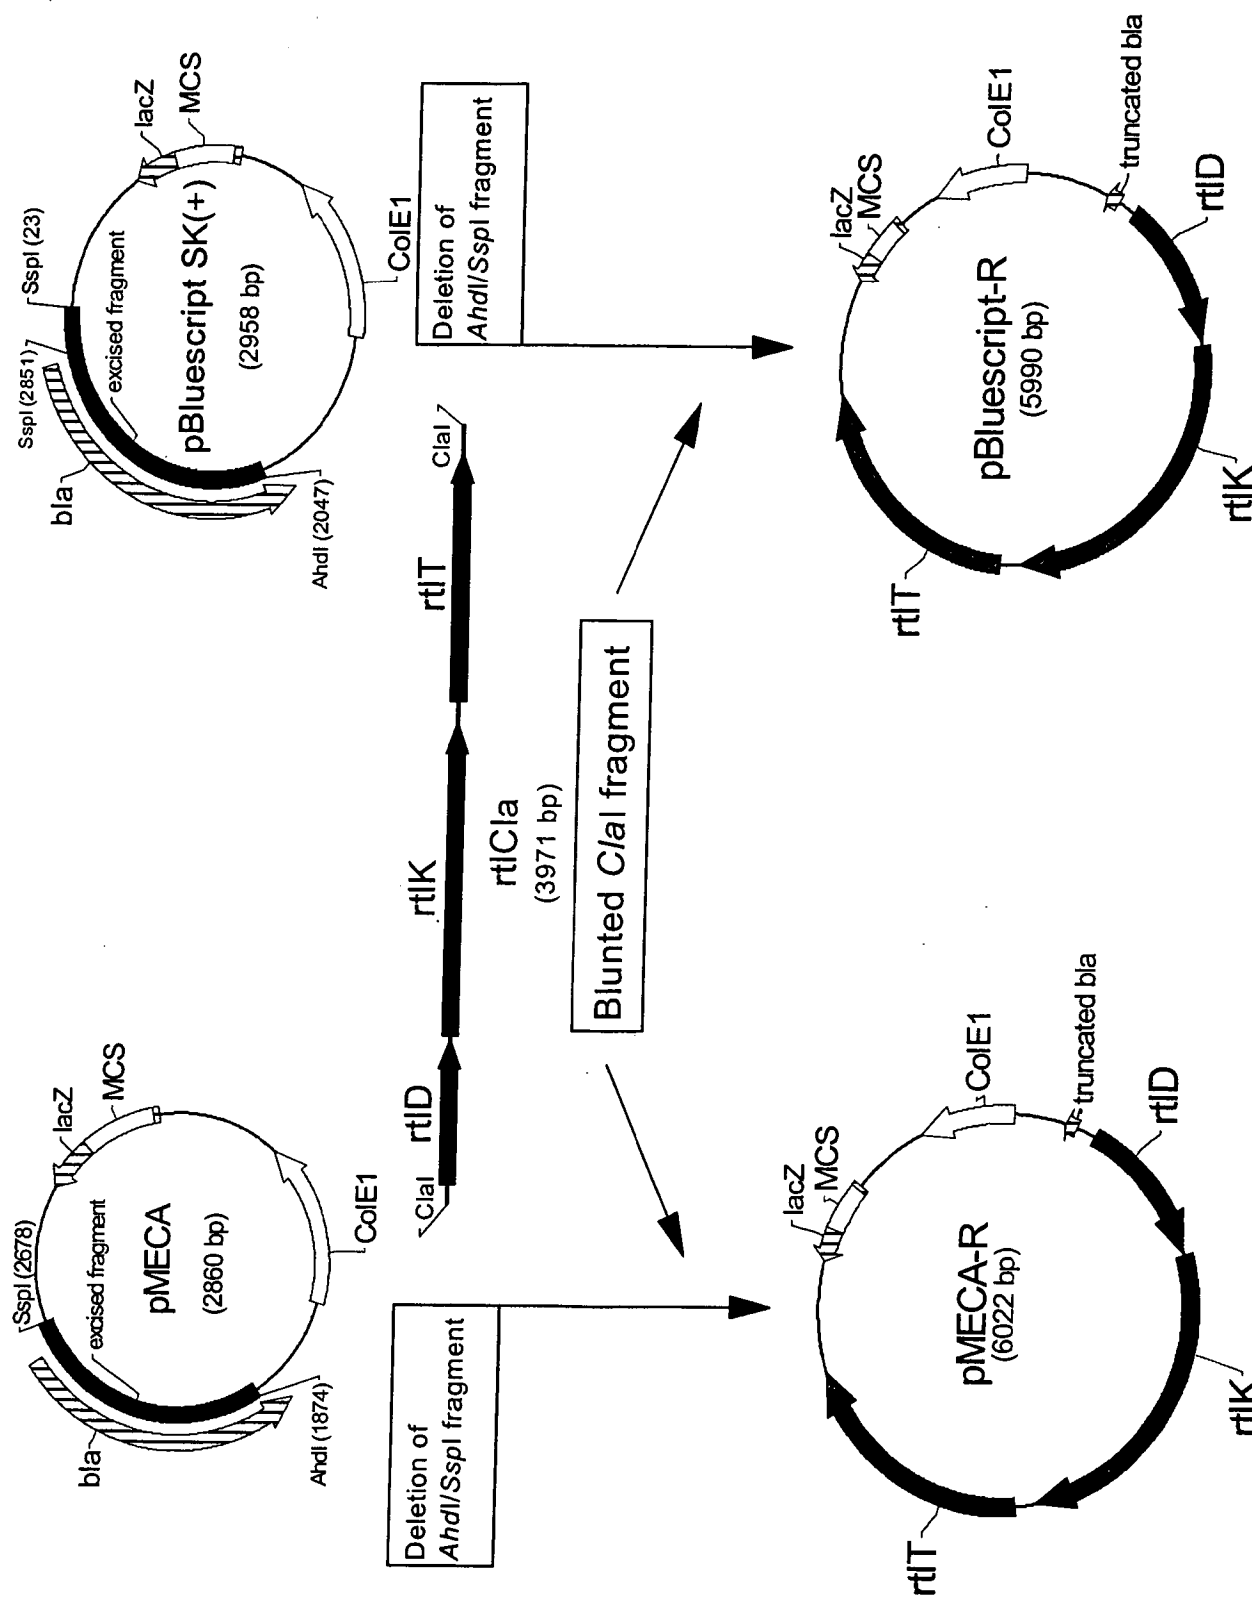 bla
SspI (2678)
lacZ
MCS
excised fragment
pMECA
(2860 bp)
AhdI (1874)
ColE1
bla
SspI (2851)
SspI (23)
lacZ
MCS
excised fragment
pBluescript SK(+)
(2958 bp)
AhdI (2047)
ColE1
Deletion of
AhdI/SspI fragment
ClaI
rtlD
rtlK
rtlT
ClaI
rtlCla
(3971 bp)
Deletion of
AhdI/SspI fragment
Blunted ClaI fragment
lacZ
MCS
ColE1
pMECA-R
(6022 bp)
truncated bla
rtlT
rtlD
rtlK
lacZ
MCS
ColE1
pBluescript-R
(5990 bp)
truncated bla
rtlT
rtlD
rtlK